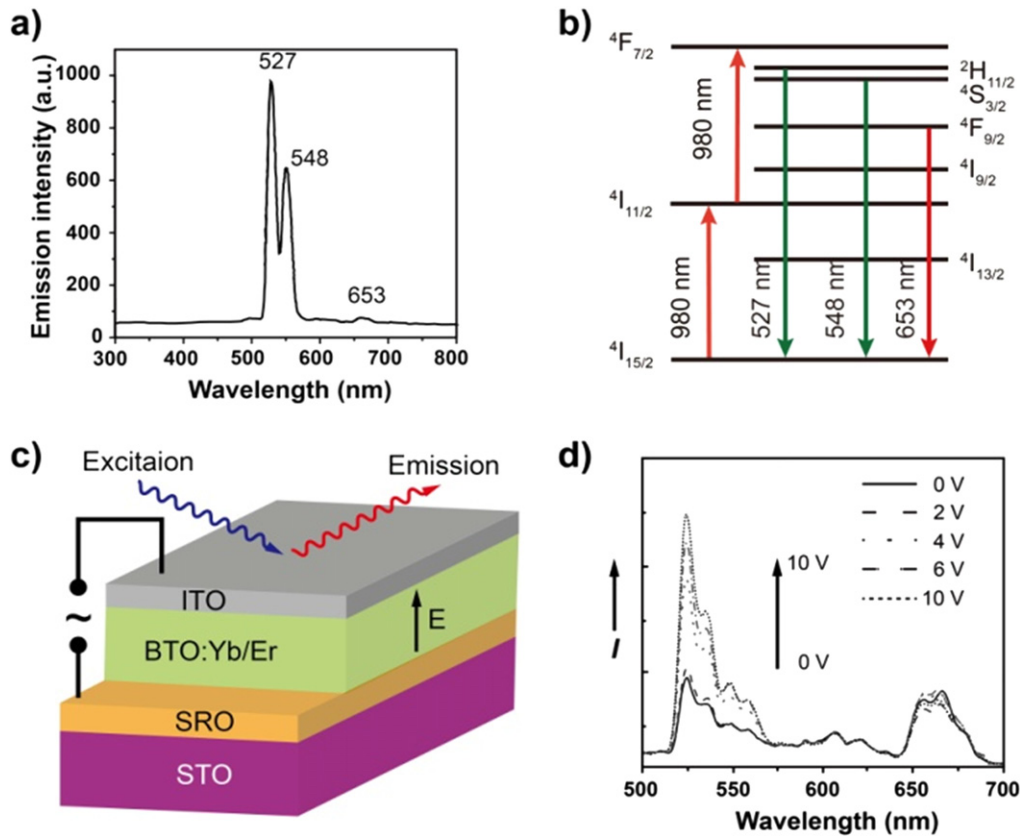 a)
527
548
653
Emission intensity (a.u.)
1000
800
600
400
200
0
300 400 500 600 700 800
Wavelength (nm)
b)
⁴F₇/₂
²H₁₁/₂
⁴S₃/₂
⁴F₉/₂
⁴I₉/₂
⁴I₁₁/₂
⁴I₁₃/₂
⁴I₁₅/₂
980 nm
980 nm
527 nm
548 nm
653 nm
c)
Excitaion
Emission
ITO
BTO:Yb/Er
E
SRO
STO
~
d)
0 V
2 V
4 V
6 V
10 V
10 V
0 V
I
500 550 600 650 700
Wavelength (nm)